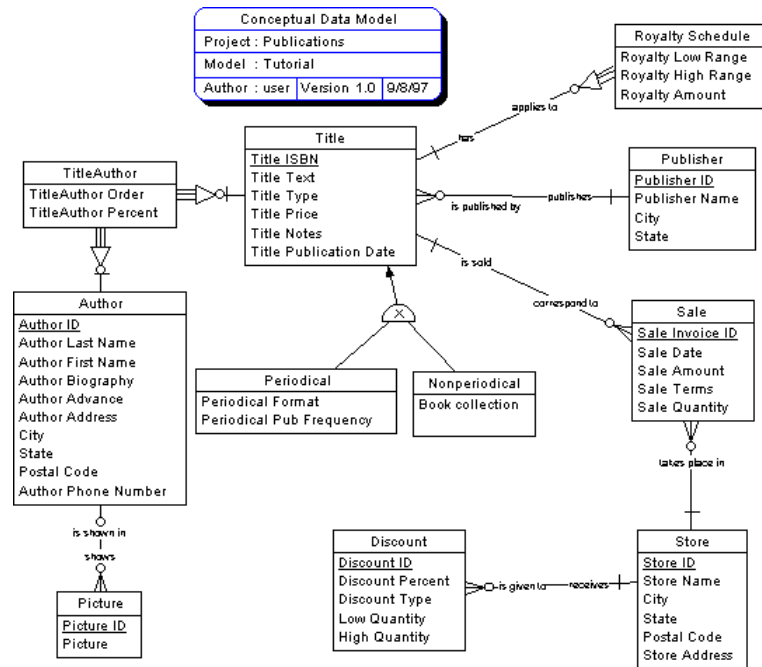 Conceptual Data Model
Project : Publications
Model : Tutorial
Author : user Version 1.0 9/8/97
Royalty Schedule
Royalty Low Range
Royalty High Range
Royalty Amount
applies to
has
Title
Title ISBN
Title Text
Title Type
Title Price
Title Notes
Title Publication Date
TitleAuthor
TitleAuthor Order
TitleAuthor Percent
Publisher
Publisher ID
Publisher Name
City
State
is published by
publishes
is sold
correspond to
Author
Author ID
Author Last Name
Author First Name
Author Biography
Author Advance
Author Address
City
State
Postal Code
Author Phone Number
Sale
Sale Invoice ID
Sale Date
Sale Amount
Sale Terms
Sale Quantity
Periodical
Periodical Format
Periodical Pub Frequency
Nonperiodical
Book collection
takes place in
is shown in
shows
Picture
Picture ID
Picture
Discount
Discount ID
Discount Percent
Discount Type
Low Quantity
High Quantity
is given to
receives
Store
Store ID
Store Name
City
State
Postal Code
Store Address